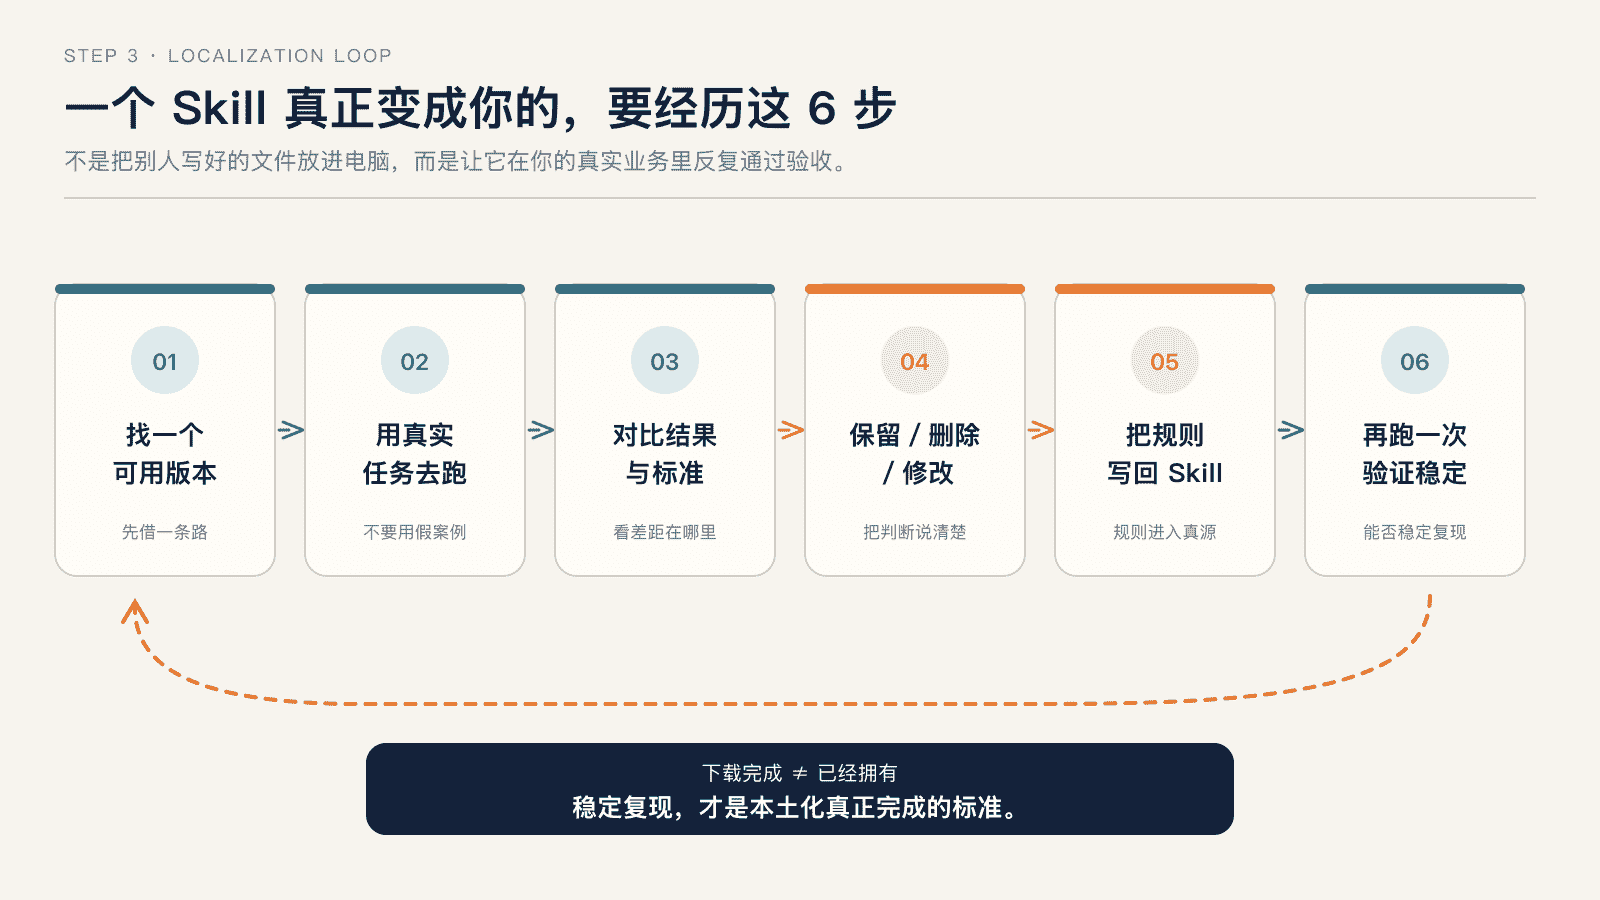 STEP 3 · LOCALIZATION LOOP
一个 Skill 真正变成你的，要经历这 6 步
不是把别人写好的文件放进电脑，而是让它在你的真实业务里反复通过验收。
01
找一个
可用版本
先借一条路
02
用真实
任务去跑
不要用假案例
03
对比结果
与标准
看差距在哪里
04
保留 / 删除
/ 修改
把判断说清楚
05
把规则
写回 Skill
规则进入真源
06
再跑一次
验证稳定
能否稳定复现
下载完成 ≠ 已经拥有
稳定复现，才是本土化真正完成的标准。